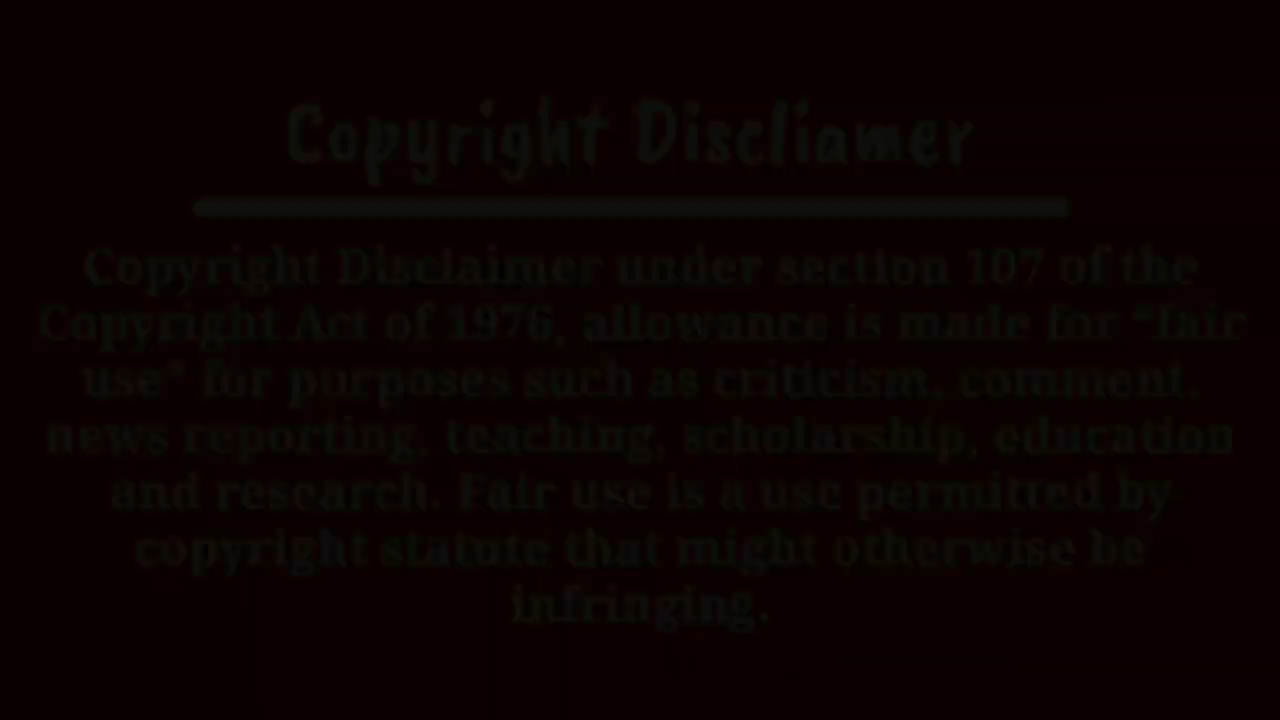 Copyright Discliamer
Copyright Disclaimer under section 107 of the
Copyright Act of 1976, allowance is made for “fair
use” for purposes such as criticism, comment,
news reporting, teaching, scholarship, education
and research. Fair use is a use permitted by
copyright statute that might otherwise be
infringing.